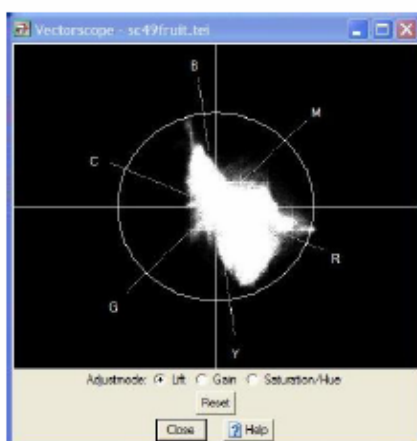 Vectorscope - sc49fruit.tei
B
M
C
R
G
Y
Adjustmode: Lift Gain Saturation/Hue
Reset
Close Help